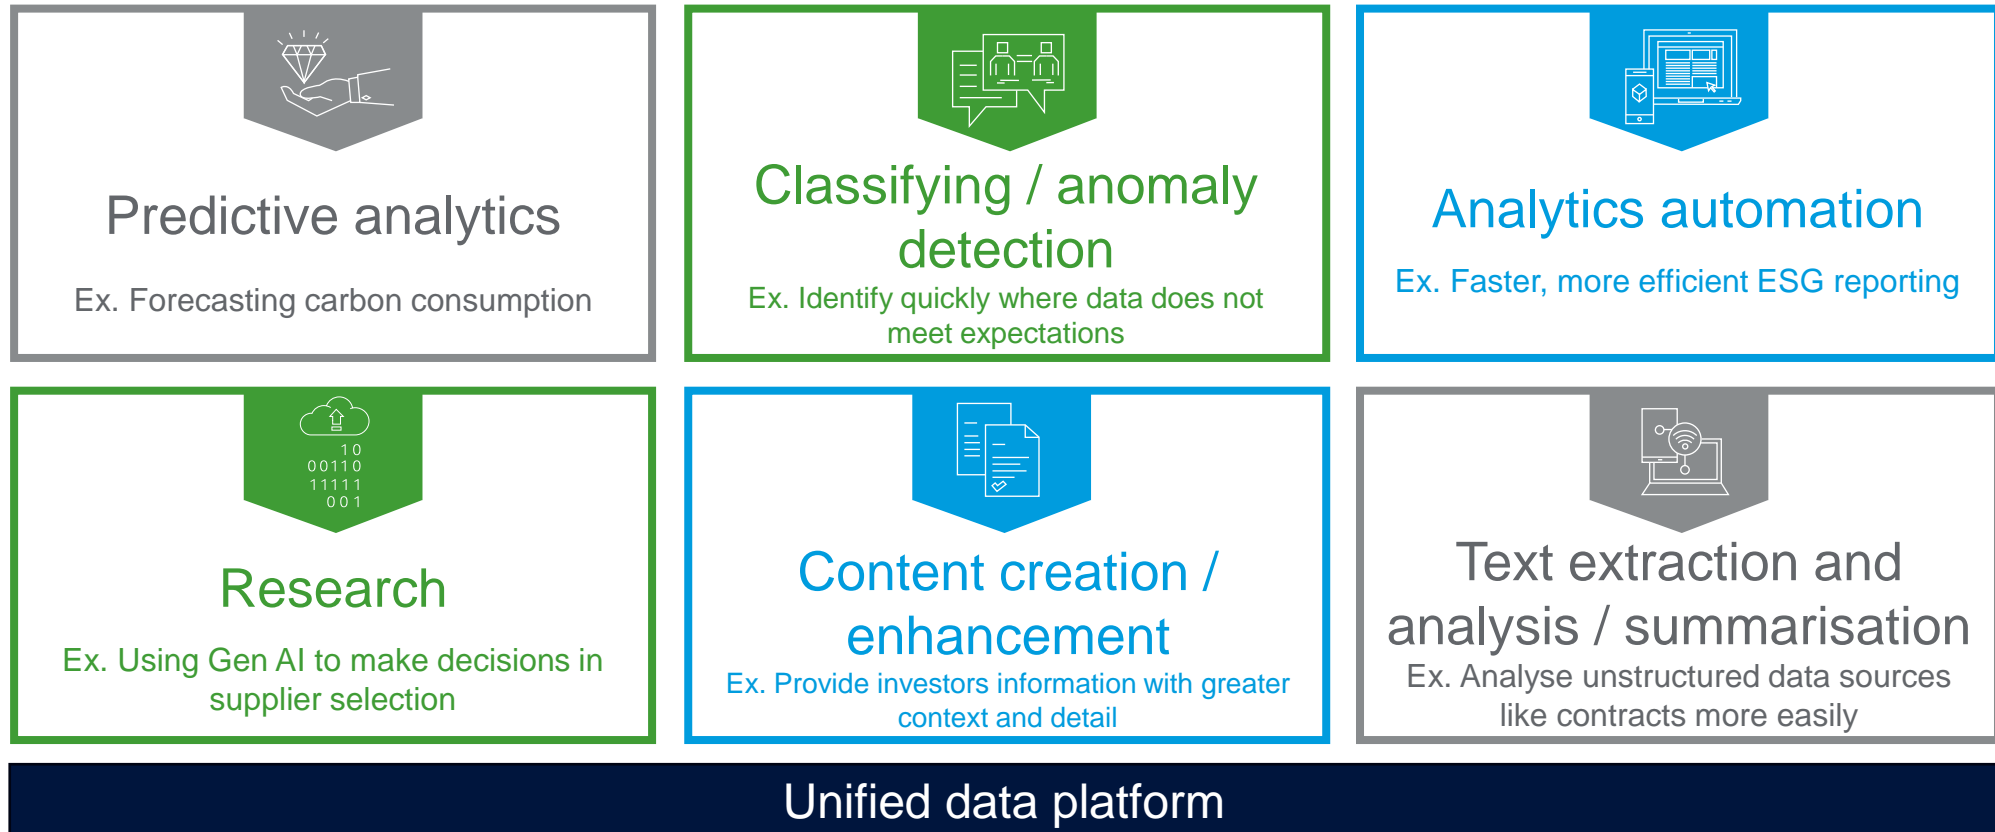 Predictive analytics
Ex. Forecasting carbon consumption
Classifying / anomaly
detection
Ex. Identify quickly where data does not
meet expectations
Analytics automation
Ex. Faster, more efficient ESG reporting
10
00110
11111
001
Research
Ex. Using Gen AI to make decisions in
supplier selection
Content creation /
enhancement
Ex. Provide investors information with greater
context and detail
Text extraction and
analysis / summarisation
Ex. Analyse unstructured data sources
like contracts more easily
Unified data platform